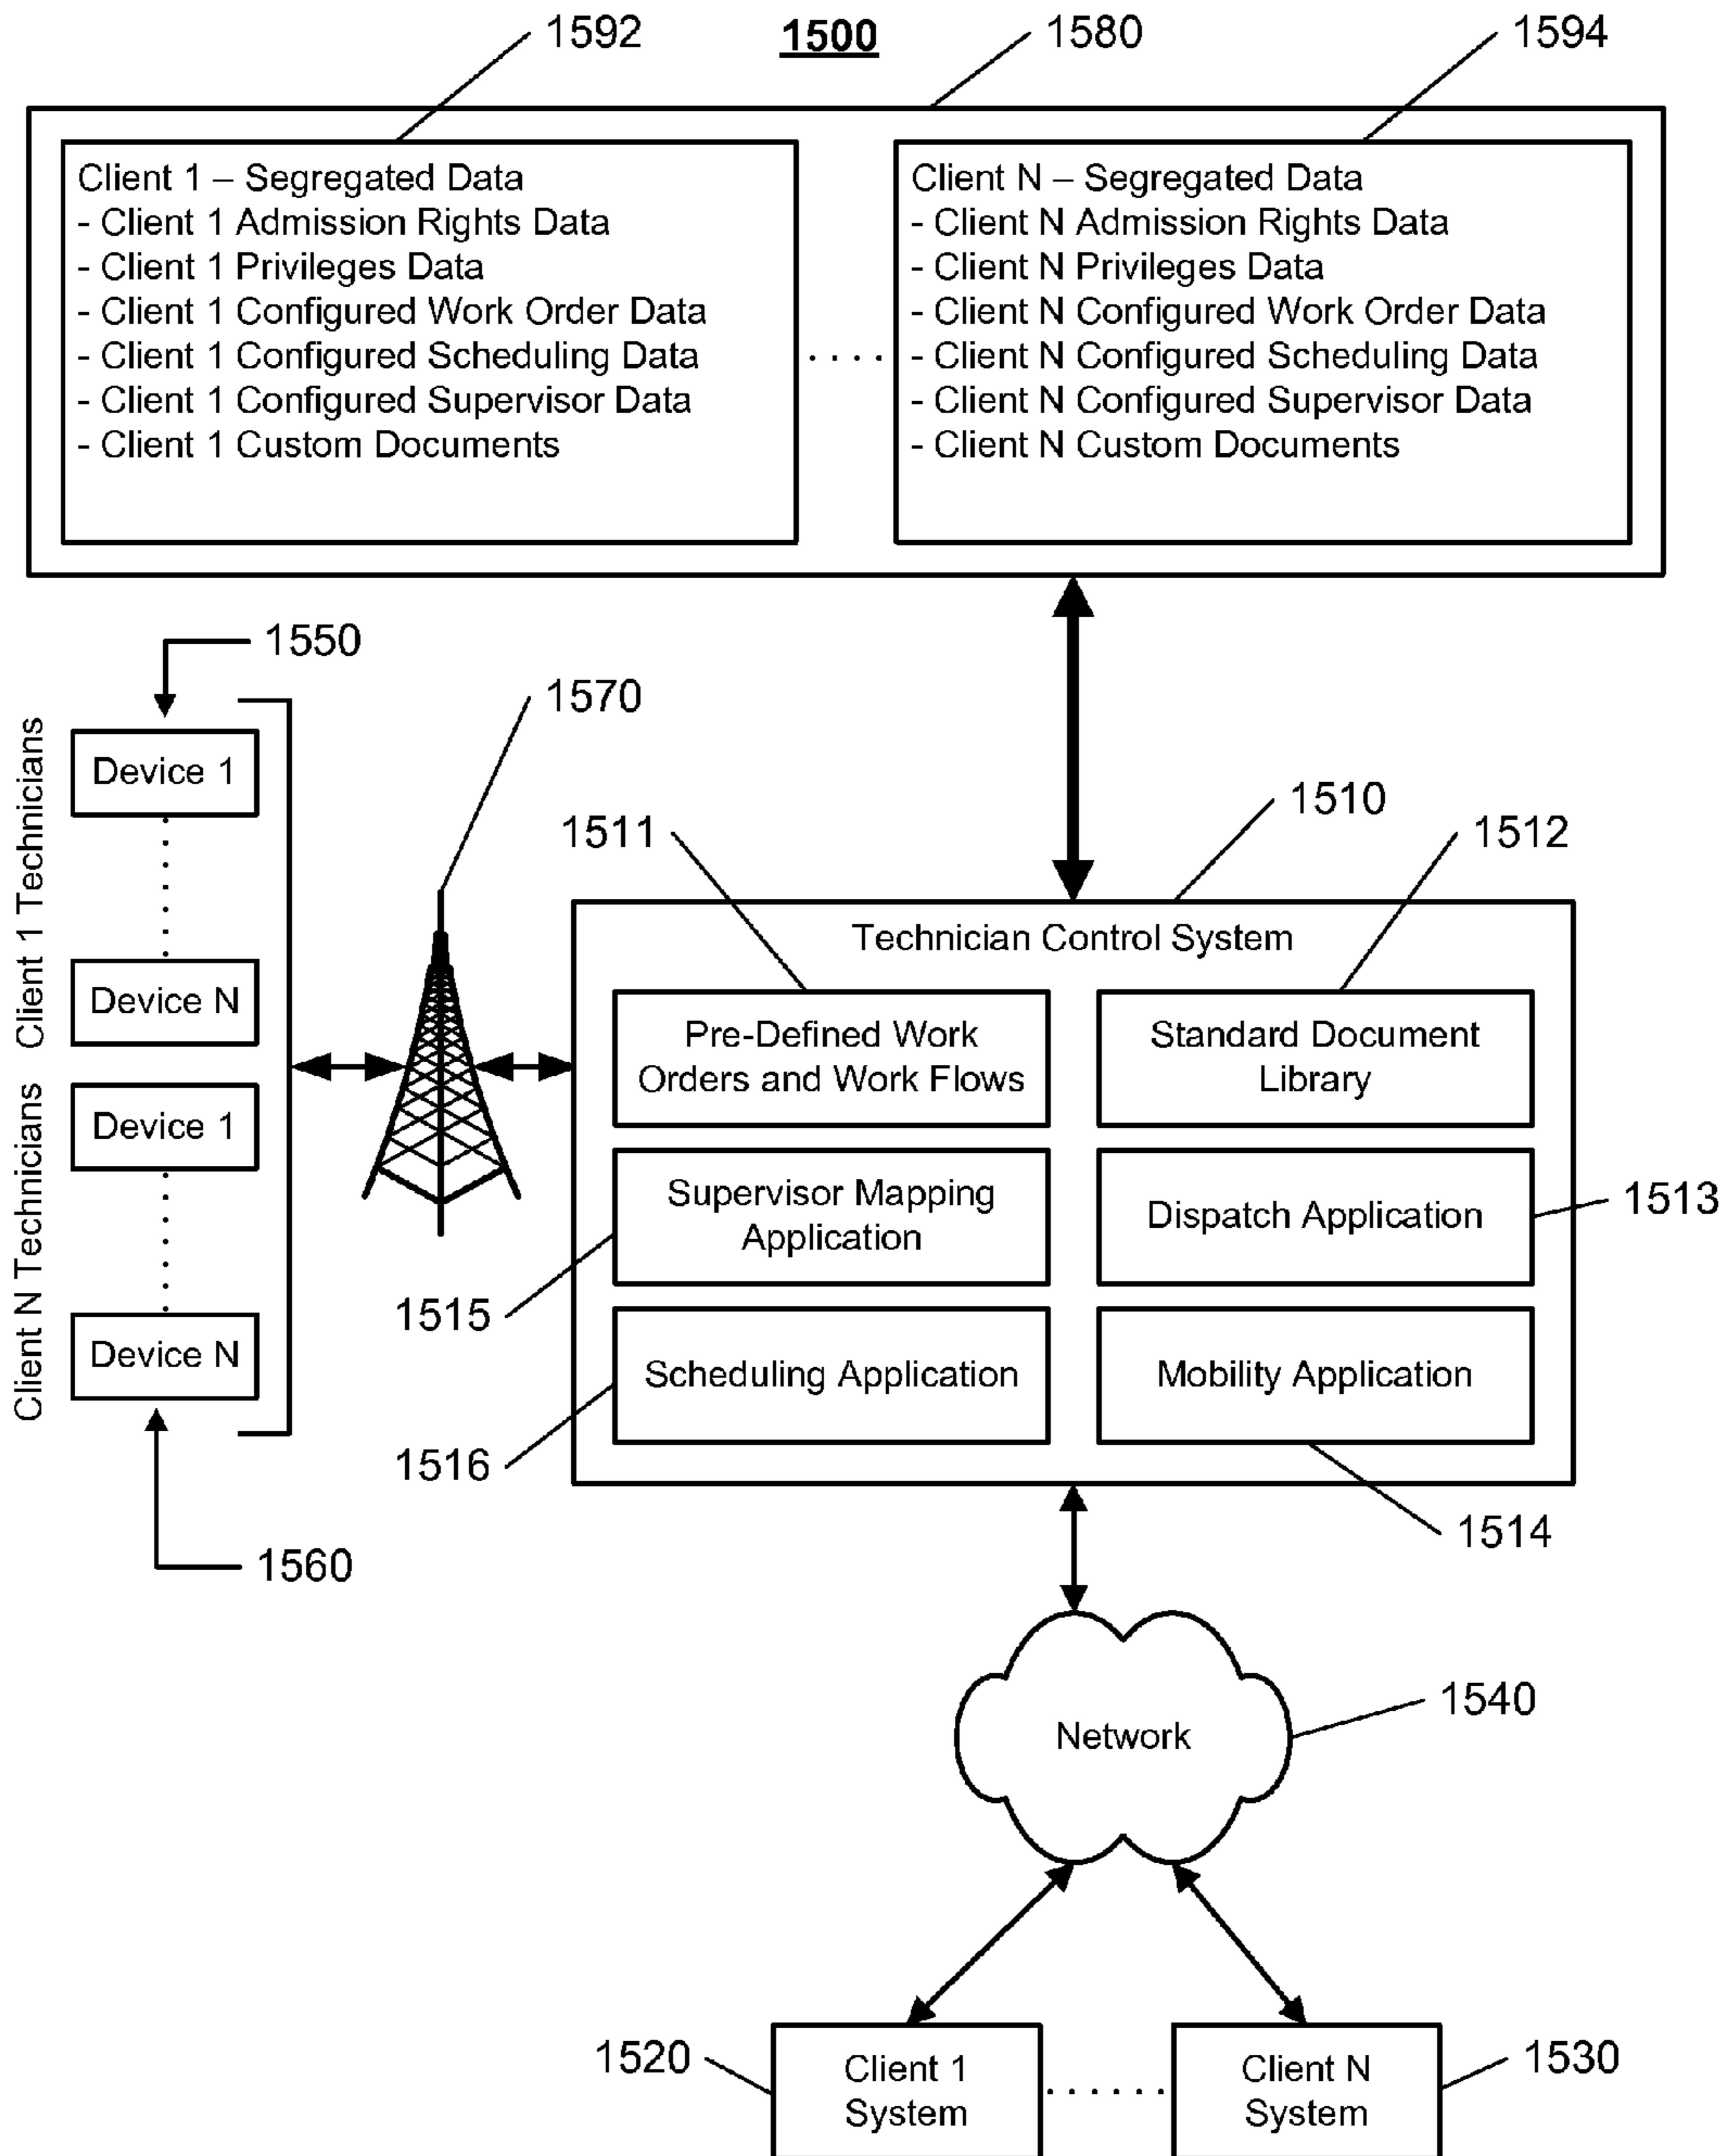 1500
1592
1580
1594
Client 1 – Segregated Data
- Client 1 Admission Rights Data
- Client 1 Privileges Data
- Client 1 Configured Work Order Data
- Client 1 Configured Scheduling Data
- Client 1 Configured Supervisor Data
- Client 1 Custom Documents
Client N – Segregated Data
- Client N Admission Rights Data
- Client N Privileges Data
- Client N Configured Work Order Data
- Client N Configured Scheduling Data
- Client N Configured Supervisor Data
- Client N Custom Documents
1550
1570
Client 1 Technicians
Device 1
Device N
Client N Technicians
Device 1
Device N
1560
1510
1511
1512
Technician Control System
Pre-Defined Work
Orders and Work Flows
Standard Document
Library
Supervisor Mapping
Application
Dispatch Application
1513
1515
Scheduling Application
Mobility Application
1516
1514
Network
1540
1520
Client 1
System
Client N
System
1530